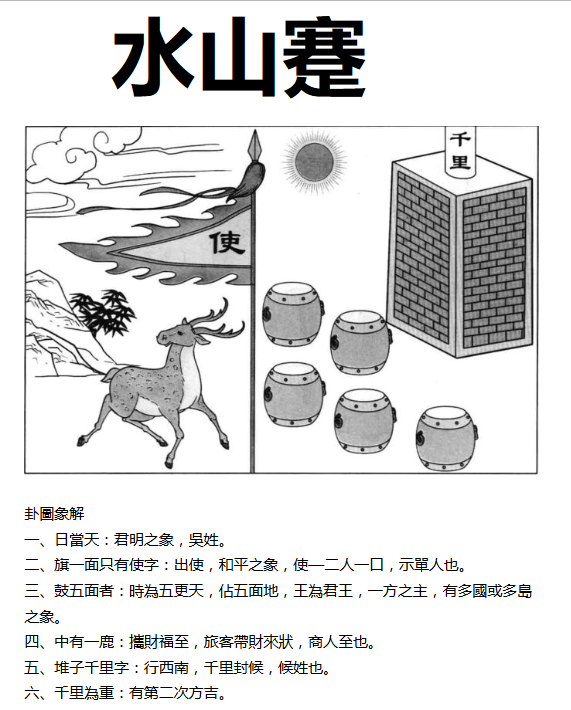 水山蹇
千
里
使
卦圖象解
一、日當天：君明之象，吳姓。
二、旗一面只有使字：出使，和平之象，使—二人一口，示單人也。
三、鼓五面者：時為五更天，佔五面地，王為君王，一方之主，有多國或多島
之象。
四、中有一鹿：攜財福至，旅客帶財來狀，商人至也。
五、堆子千里字：行西南，千里封候，候姓也。
六、千里為重：有第二次方吉。